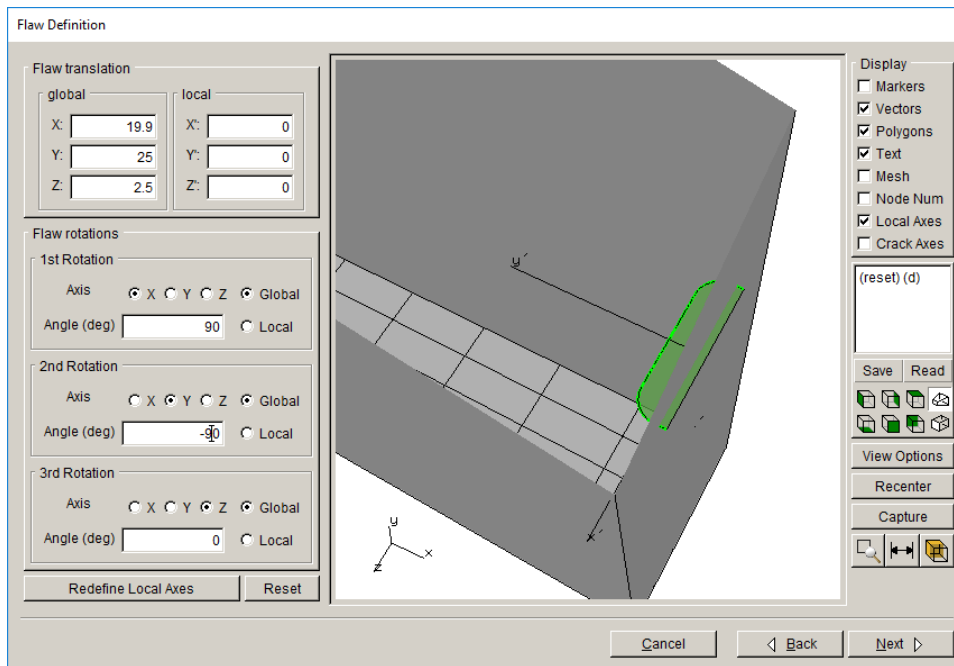 Flaw Definition
Flaw translation
global
X: 19.9
Y: 25
Z: 2.5
local
X': 0
Y': 0
Z': 0
Flaw rotations
1st Rotation
Axis X Y Z Global
Angle (deg) 90 Local
2nd Rotation
Axis X Y Z Global
Angle (deg) -90 Local
3rd Rotation
Axis X Y Z Global
Angle (deg) 0 Local
Redefine Local Axes Reset
y'
x'
y
x
z
Display
Markers
Vectors
Polygons
Text
Mesh
Node Num
Local Axes
Crack Axes
(reset) (d)
Save Read
View Options
Recenter
Capture
Cancel Back Next